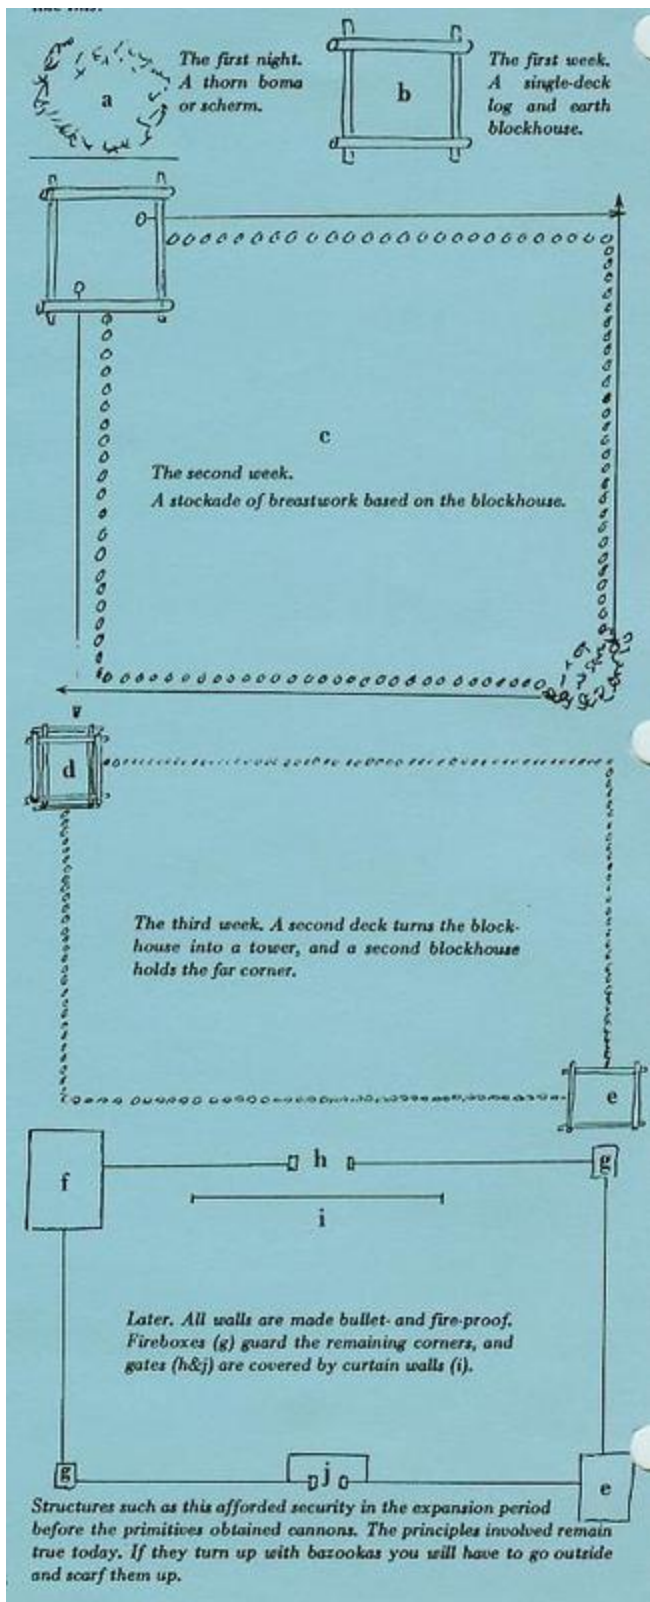 like this:
The first night.
A thorn boma
or scherm.
a
b
The first week.
A single-deck
log and earth
blockhouse.
c
The second week.
A stockade of breastwork based on the blockhouse.
d
The third week. A second deck turns the block-
house into a tower, and a second blockhouse
holds the far corner.
e
f
h
g
i
Later. All walls are made bullet- and fire-proof.
Fireboxes (g) guard the remaining corners, and
gates (h&j) are covered by curtain walls (i).
g
j
e
Structures such as this afforded security in the expansion period
before the primitives obtained cannons. The principles involved remain
true today. If they turn up with bazookas you will have to go outside
and scarf them up.